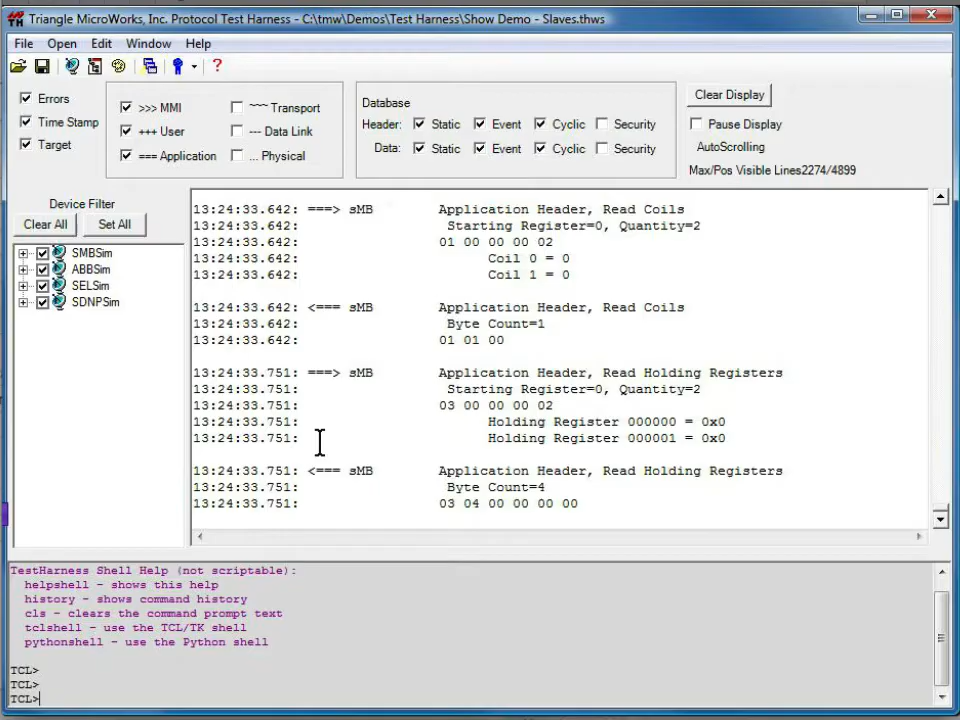 Triangle MicroWorks, Inc. Protocol Test Harness - C:\tmw\Demos\Test Harness\Show Demo - Slaves.thws
File Open Edit Window Help
Errors
Time Stamp
Target
>>> MMI
+++ User
=== Application
~~~ Transport
--- Data Link
... Physical
Database
Header: Static Event Cyclic Security
Data: Static Event Cyclic Security
Clear Display
Pause Display
AutoScrolling
Max/Pos Visible Lines2274/4899
Device Filter
Clear All Set All
SMBSim
ABBSim
SELSim
SDNPSim
13:24:33.642: ===> sMB Application Header, Read Coils
13:24:33.642: Starting Register=0, Quantity=2
13:24:33.642: 01 00 00 00 02
13:24:33.642: Coil 0 = 0
13:24:33.642: Coil 1 = 0
13:24:33.642: <=== sMB Application Header, Read Coils
13:24:33.642: Byte Count=1
13:24:33.642: 01 01 00
13:24:33.751: ===> sMB Application Header, Read Holding Registers
13:24:33.751: Starting Register=0, Quantity=2
13:24:33.751: 03 00 00 00 02
13:24:33.751: Holding Register 000000 = 0x0
13:24:33.751: Holding Register 000001 = 0x0
13:24:33.751: <=== sMB Application Header, Read Holding Registers
13:24:33.751: Byte Count=4
13:24:33.751: 03 04 00 00 00 00
TestHarness Shell Help (not scriptable):
helpshell - shows this help
history - shows command history
cls - clears the command prompt text
tclshell - use the TCL/TK shell
pythonshell - use the Python shell
TCL>
TCL>
TCL>